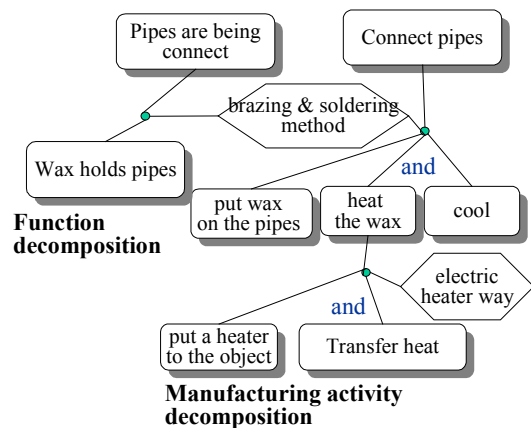 Pipes are being
connect
Connect pipes
brazing & soldering
method
Wax holds pipes
and
put wax
on the pipes
heat
the wax
cool
Function
decomposition
electric
heater way
and
put a heater
to the object
Transfer heat
Manufacturing activity
decomposition